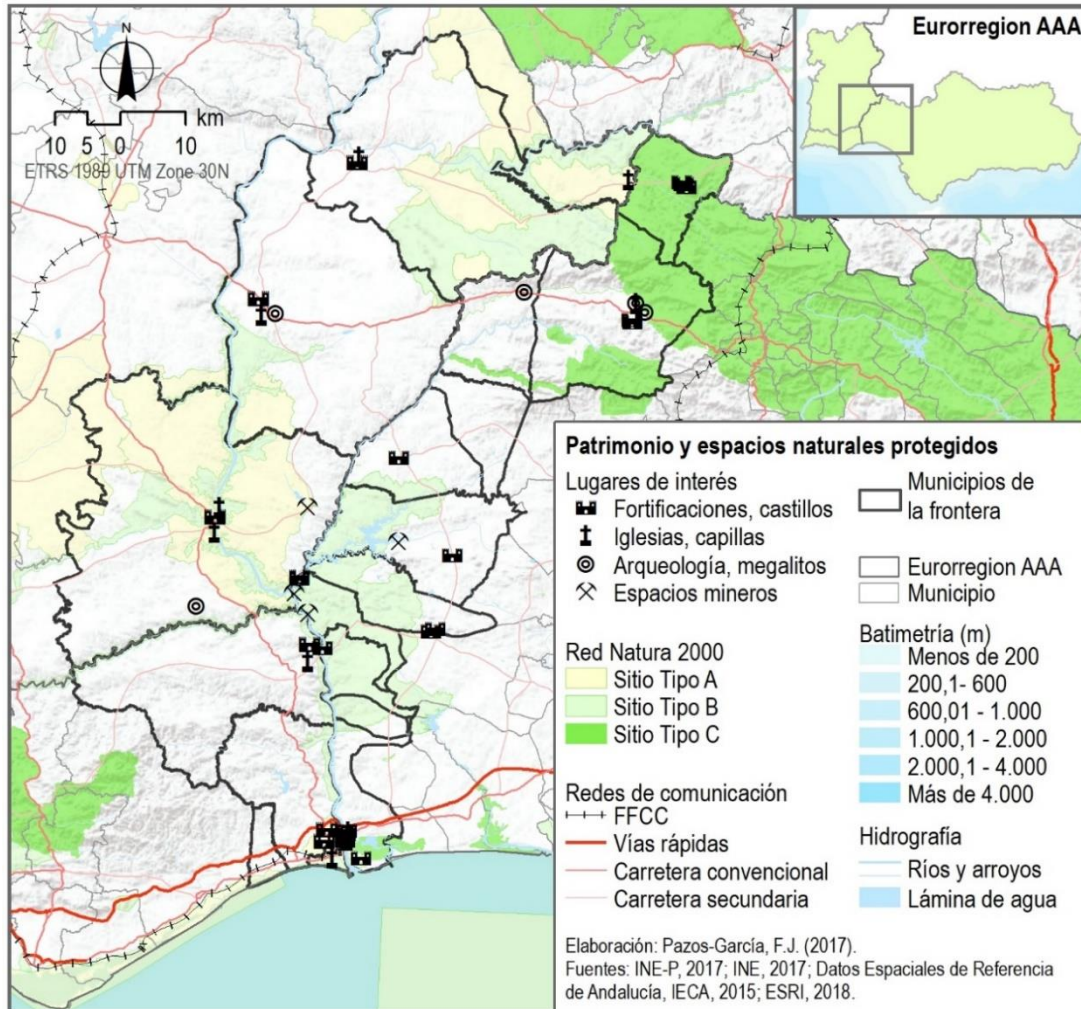 Eurorregion AAA
10 5 0 10 km
ETRS 1989 UTM Zone 30N
Patrimonio y espacios naturales protegidos
Lugares de interés
Fortificaciones, castillos
Iglesias, capillas
Arqueología, megalitos
Espacios mineros
Red Natura 2000
Sitio Tipo A
Sitio Tipo B
Sitio Tipo C
Redes de comunicación
FFCC
Vías rápidas
Carretera convencional
Carretera secundaria
Municipios de
la frontera
Eurorregion AAA
Municipio
Batimetría (m)
Menos de 200
200,1- 600
600,01 - 1.000
1.000,1 - 2.000
2.000,1 - 4.000
Más de 4.000
Hidrografía
Ríos y arroyos
Lámina de agua
Elaboración: Pazos-García, F.J. (2017).
Fuentes: INE-P, 2017; INE, 2017; Datos Espaciales de Referencia
de Andalucía, IECA, 2015; ESRI, 2018.